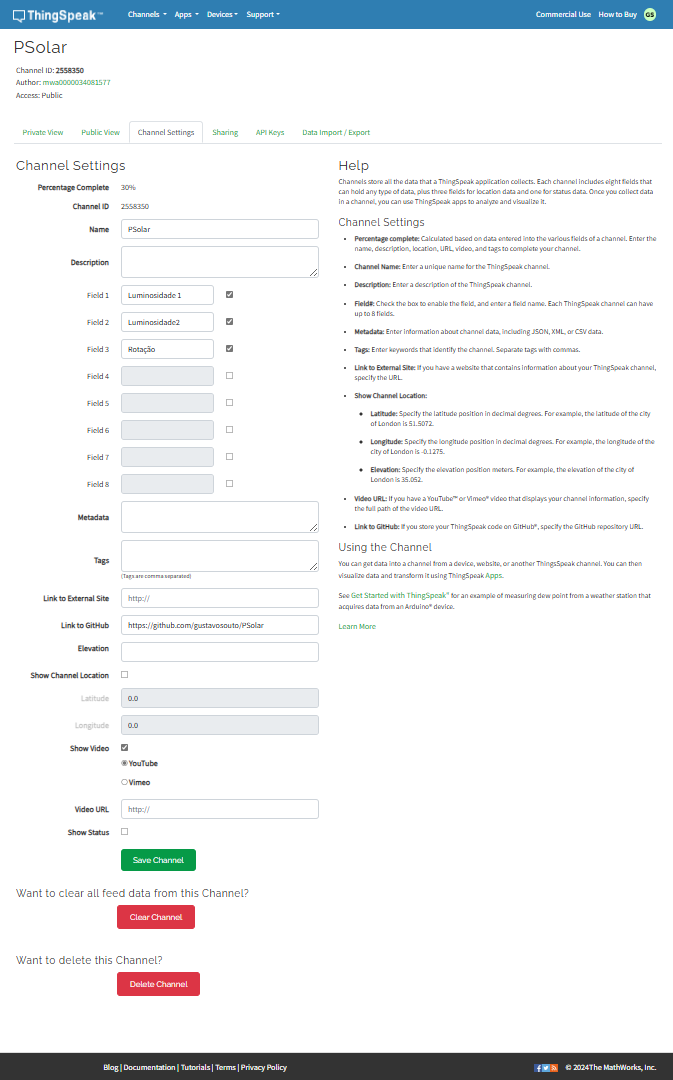 ThingSpeak™
Channels Apps Devices Support
Commercial Use How to Buy GS
PSolar
Channel ID: 2558350
Author: mwa0000034081577
Access: Public
Private View Public View Channel Settings Sharing API Keys Data Import / Export
Channel Settings
Percentage Complete 30%
Channel ID 2558350
Name PSolar
Description
Field 1 Luminosidade 1
Field 2 Luminosidade2
Field 3 Rotação
Field 4
Field 5
Field 6
Field 7
Field 8
Metadata
Tags
(Tags are comma separated)
Link to External Site http://
Link to GitHub https://github.com/gustavosouto/PSolar
Elevation
Show Channel Location
Latitude 0.0
Longitude 0.0
Show Video
YouTube
Vimeo
Video URL http://
Show Status
Save Channel
Want to clear all feed data from this Channel?
Clear Channel
Want to delete this Channel?
Delete Channel
Help
Channels store all the data that a ThingSpeak application collects. Each channel includes eight fields that
can hold any type of data, plus three fields for location data and one for status data. Once you collect data
in a channel, you can use ThingSpeak apps to analyze and visualize it.
Channel Settings
• Percentage complete: Calculated based on data entered into the various fields of a channel. Enter the
name, description, location, URL, video, and tags to complete your channel.
• Channel Name: Enter a unique name for the ThingSpeak channel.
• Description: Enter a description of the ThingSpeak channel.
• Field#: Check the box to enable the field, and enter a field name. Each ThingSpeak channel can have
up to 8 fields.
• Metadata: Enter information about channel data, including JSON, XML, or CSV data.
• Tags: Enter keywords that identify the channel. Separate tags with commas.
• Link to External Site: If you have a website that contains information about your ThingSpeak channel,
specify the URL.
• Show Channel Location:
• Latitude: Specify the latitude position in decimal degrees. For example, the latitude of the city
of London is 51.5072.
• Longitude: Specify the longitude position in decimal degrees. For example, the longitude of the
city of London is -0.1275.
• Elevation: Specify the elevation position meters. For example, the elevation of the city of
London is 35.052.
• Video URL: If you have a YouTube™ or Vimeo® video that displays your channel information, specify
the full path of the video URL.
• Link to GitHub: If you store your ThingSpeak code on GitHub®, specify the GitHub repository URL.
Using the Channel
You can get data into a channel from a device, website, or another ThingsSpeak channel. You can then
visualize data and transform it using ThingSpeak Apps.
See Get Started with ThingSpeak™ for an example of measuring dew point from a weather station that
acquires data from an Arduino® device.
Learn More
Blog | Documentation | Tutorials | Terms | Privacy Policy
© 2024The MathWorks, Inc.